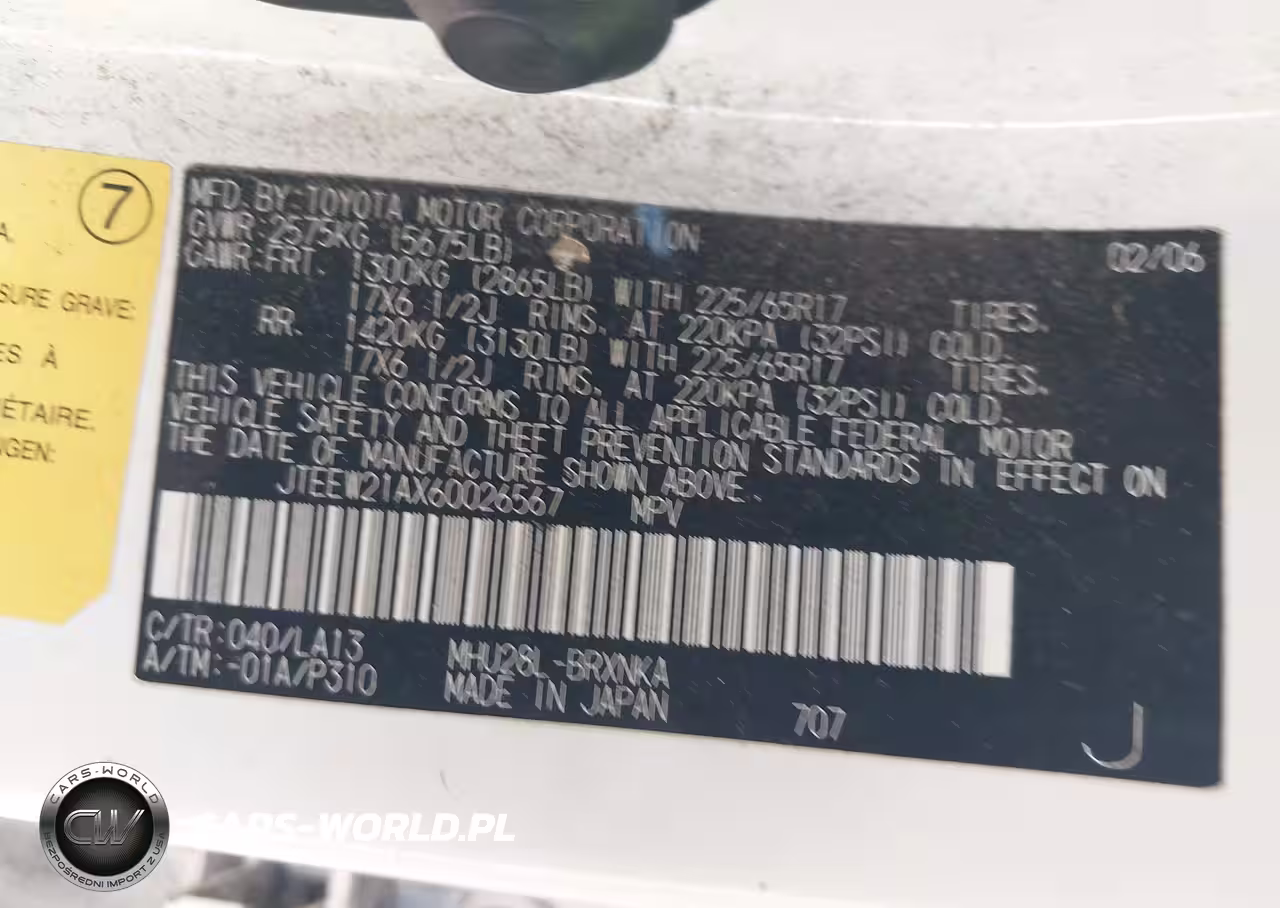 7
A,
SURE GRAVE;
ES À
IÉTAIRE,
UGEN:
MFD. BY: TOYOTA MOTOR CORPORATION 02/06
GVWR: 2575KG (5675LB)
GAWR: FRT. 1300KG (2865LB) WITH 225/65R17 TIRES.
17X6 1/2J RIMS. AT 220KPA (32PSI) COLD.
RR. 1420KG (3130LB) WITH 225/65R17 TIRES.
17X6 1/2J RIMS. AT 220KPA (32PSI) COLD.
THIS VEHICLE CONFORMS TO ALL APPLICABLE FEDERAL MOTOR
VEHICLE SAFETY AND THEFT PREVENTION STANDARDS IN EFFECT ON
THE DATE OF MANUFACTURE SHOWN ABOVE.
JTEEW21AX60026567 MPV
C/TR: 040/LA13 MHU28L-BRXNKA
A/TM: -01A/P310 MADE IN JAPAN 707 J
CARS-WORLD
CW
BEZPOŚREDNI IMPORT Z USA
CARS-WORLD.PL